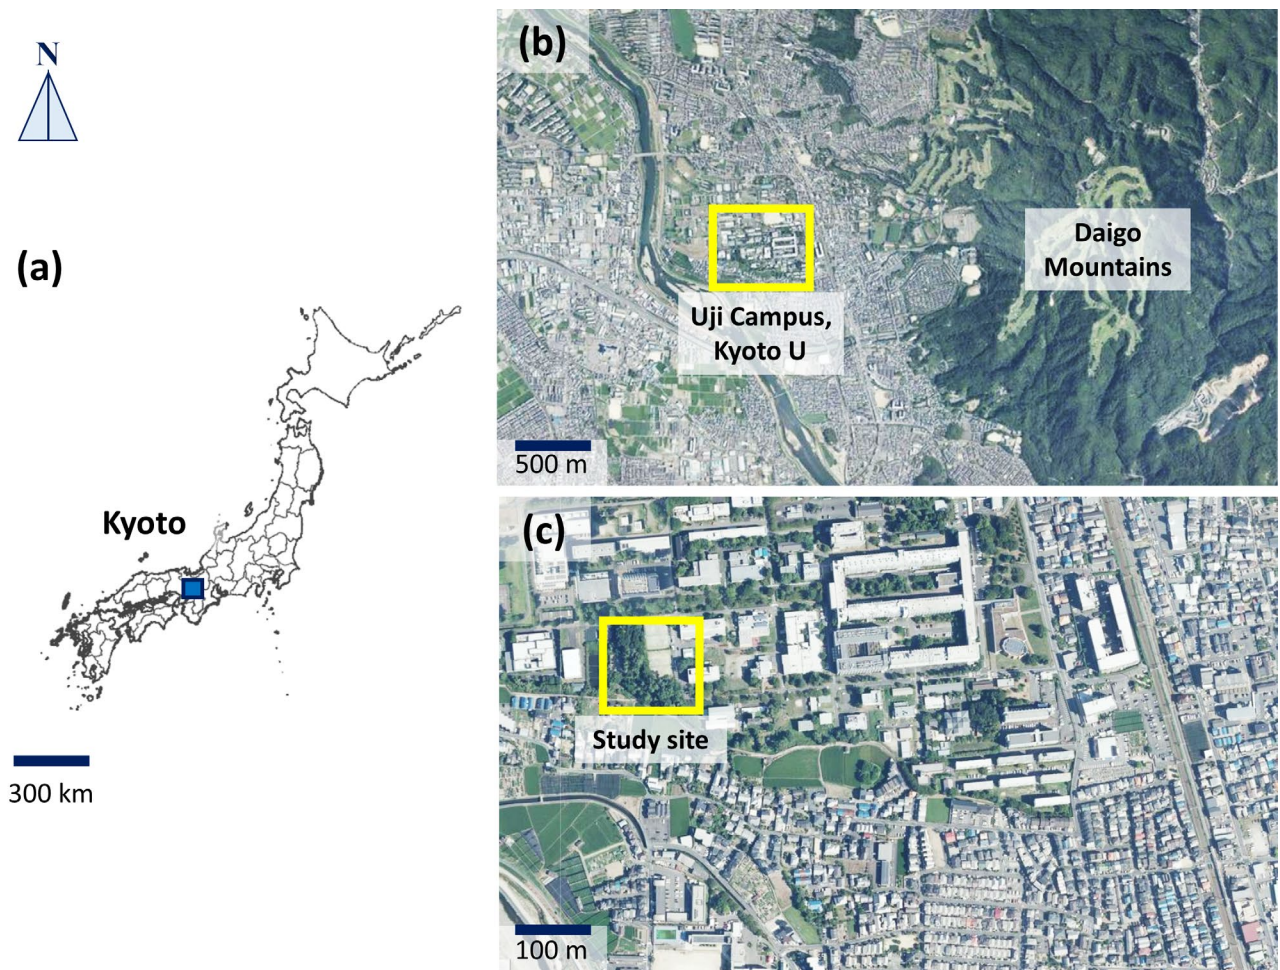 N
(a)
Kyoto
300 km
(b)
Daigo
Mountains
Uji Campus,
Kyoto U
500 m
(c)
Study site
100 m